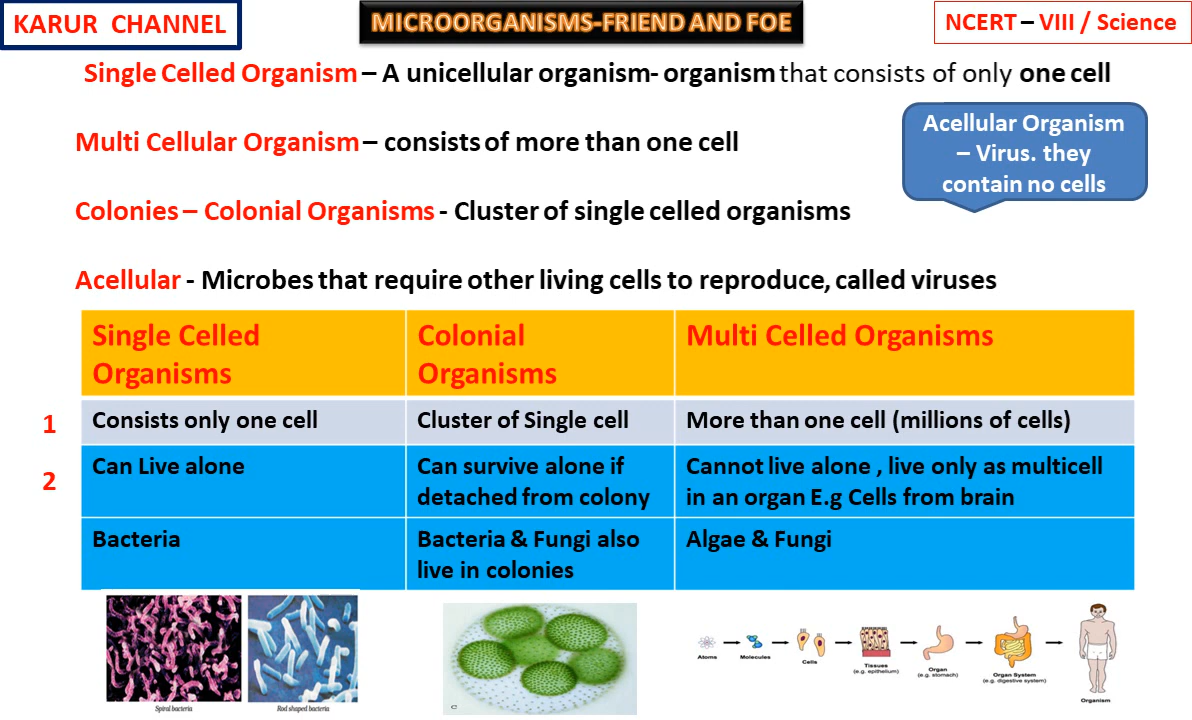 KARUR CHANNEL
MICROORGANISMS-FRIEND AND FOE
NCERT – VIII / Science
Single Celled Organism – A unicellular organism- organism that consists of only one cell
Multi Cellular Organism – consists of more than one cell
Acellular Organism
– Virus. they
contain no cells
Colonies – Colonial Organisms - Cluster of single celled organisms
Acellular - Microbes that require other living cells to reproduce, called viruses
Single Celled
Organisms
Colonial
Organisms
Multi Celled Organisms
1
Consists only one cell
Cluster of Single cell
More than one cell (millions of cells)
2
Can Live alone
Can survive alone if
detached from colony
Cannot live alone , live only as multicell
in an organ E.g Cells from brain
Bacteria
Bacteria & Fungi also
live in colonies
Algae & Fungi
Spiral bacteria
Rod shaped bacteria
C
Atoms
Molecules
Cells
Tissues
(e.g. epithelium)
Organ
(e.g. stomach)
Organ System
(e.g. digestive system)
Organism